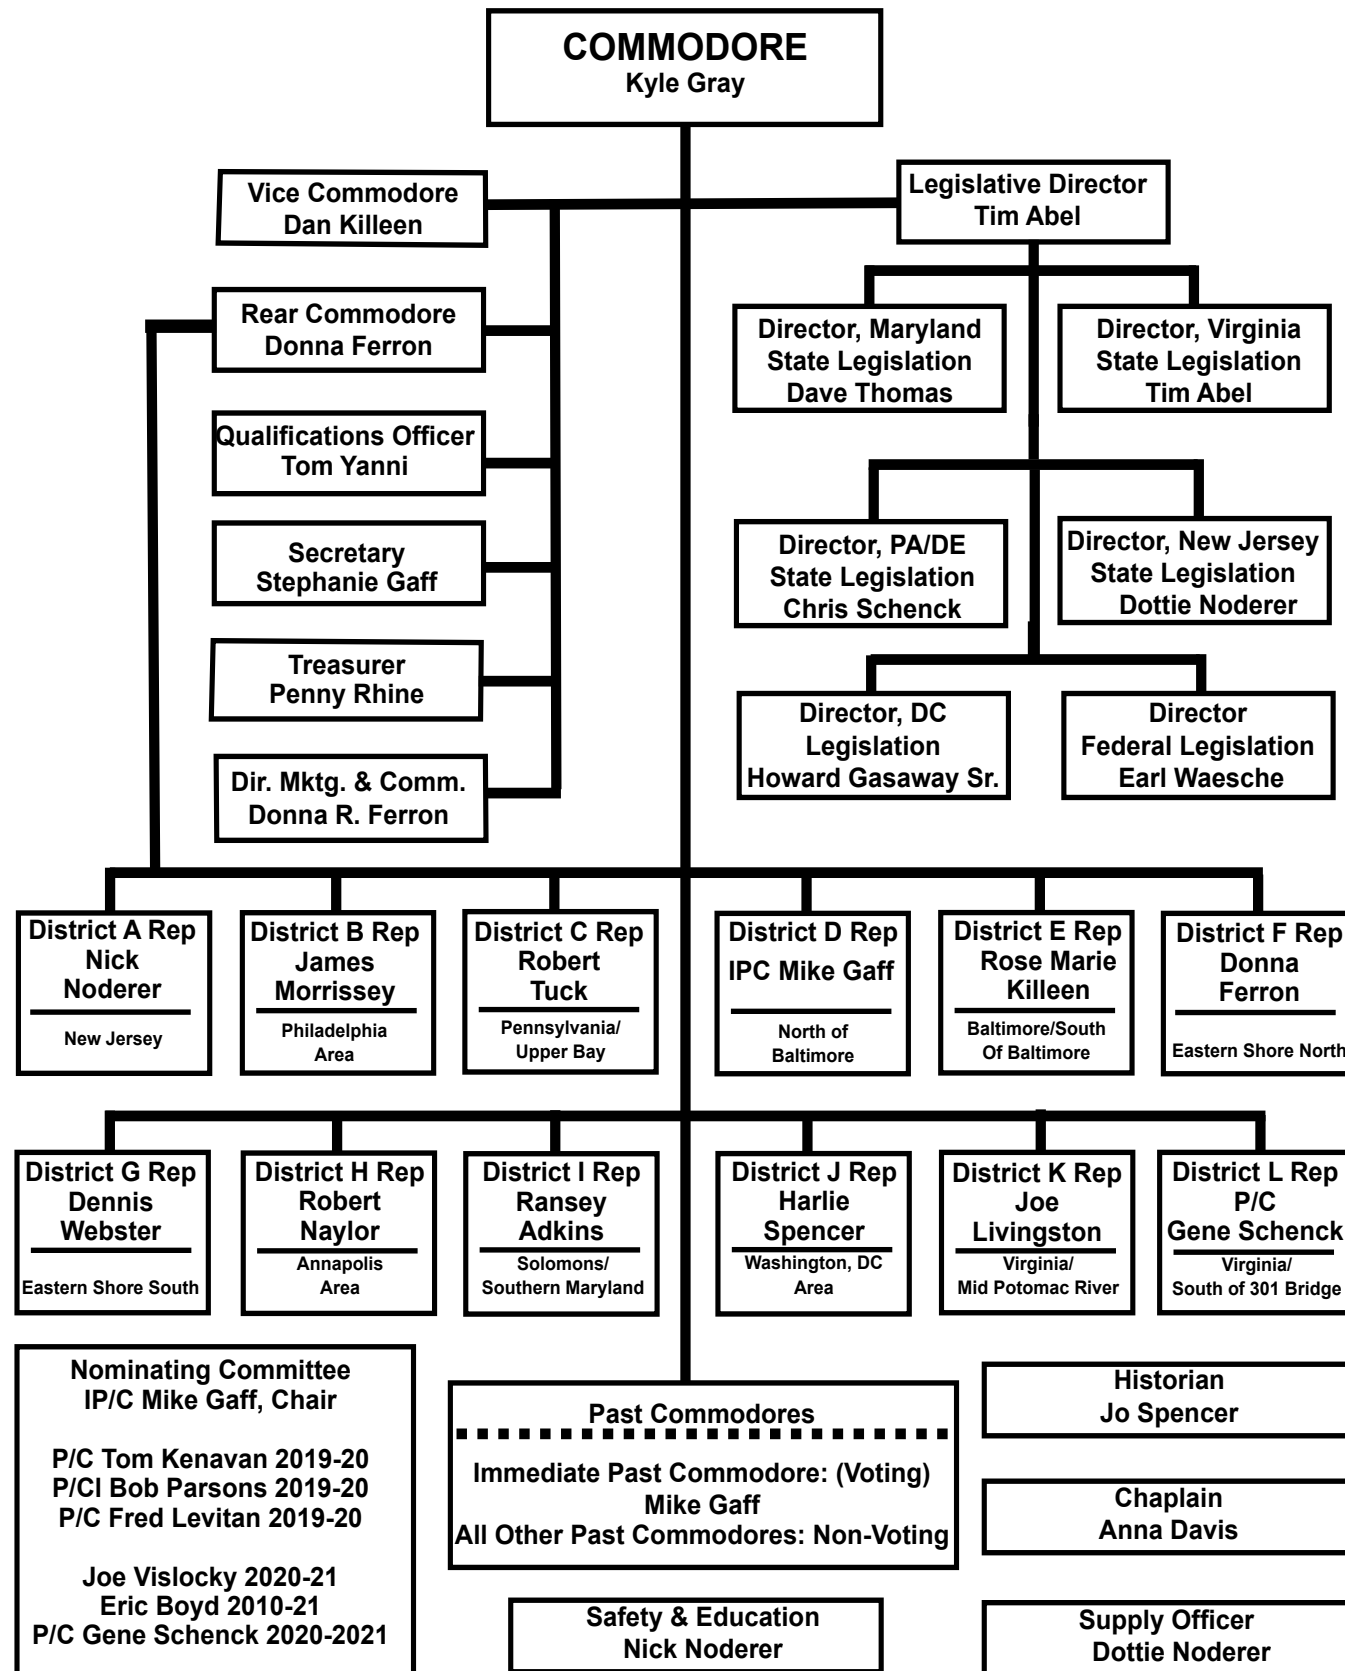 COMMODORE
Kyle Gray
Vice Commodore
Dan Killeen
Legislative Director
Tim Abel
Rear Commodore
Donna Ferron
Director, Maryland
State Legislation
Dave Thomas
Director, Virginia
State Legislation
Tim Abel
Qualifications Officer
Tom Yanni
Secretary
Stephanie Gaff
Director, PA/DE
State Legislation
Chris Schenck
Director, New Jersey
State Legislation
Dottie Noderer
Treasurer
Penny Rhine
Director, DC
Legislation
Howard Gasaway Sr.
Director
Federal Legislation
Earl Waesche
Dir. Mktg. & Comm.
Donna R. Ferron
District A Rep
Nick
Noderer
New Jersey
District B Rep
James
Morrissey
Philadelphia
Area
District C Rep
Robert
Tuck
Pennsylvania/
Upper Bay
District D Rep
IPC Mike Gaff
North of
Baltimore
District E Rep
Rose Marie
Killeen
Baltimore/South
Of Baltimore
District F Rep
Donna
Ferron
Eastern Shore North
District G Rep
Dennis
Webster
Eastern Shore South
District H Rep
Robert
Naylor
Annapolis
Area
District I Rep
Ransey
Adkins
Solomons/
Southern Maryland
District J Rep
Harlie
Spencer
Washington, DC
Area
District K Rep
Joe
Livingston
Virginia/
Mid Potomac River
District L Rep
P/C
Gene Schenck
Virginia/
South of 301 Bridge
Nominating Committee
IP/C Mike Gaff, Chair
P/C Tom Kenavan 2019-20
P/CI Bob Parsons 2019-20
P/C Fred Levitan 2019-20
Joe Vislocky 2020-21
Eric Boyd 2010-21
P/C Gene Schenck 2020-2021
Past Commodores
Immediate Past Commodore: (Voting)
Mike Gaff
All Other Past Commodores: Non-Voting
Safety & Education
Nick Noderer
Historian
Jo Spencer
Chaplain
Anna Davis
Supply Officer
Dottie Noderer